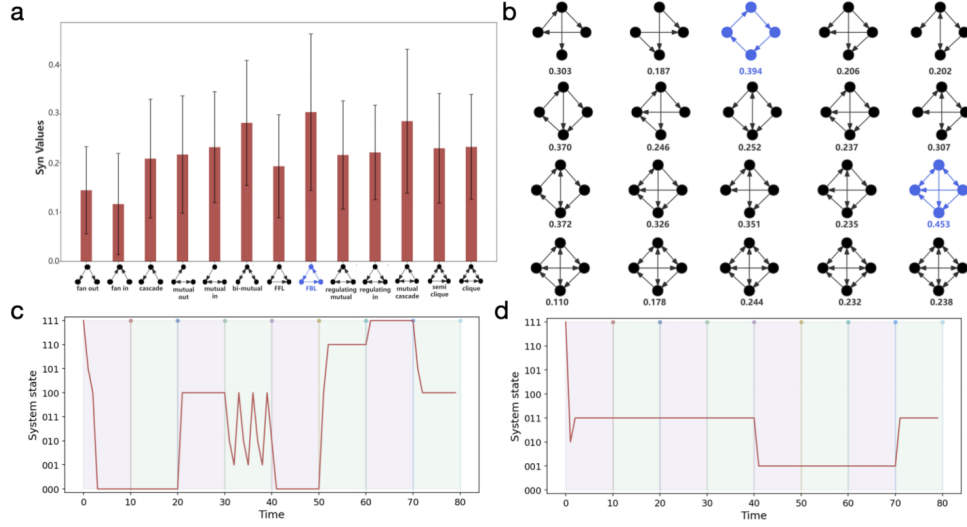 a
Syn Values
0.4
0.3
0.2
0.1
0.0
fan out
fan in
cascade
mutual out
mutual in
bi-mutual
FFL
FBL
regulating mutual
regulating in
mutual cascade
semi clique
clique
b
0.303 0.187 0.394 0.206 0.202
0.370 0.246 0.252 0.237 0.307
0.372 0.326 0.351 0.235 0.453
0.110 0.178 0.244 0.232 0.238
c
System state
111
110
100
011
010
001
000
0 10 20 30 40 50 60 70 80
Time
d
System state
111
110
100
011
010
001
000
0 10 20 30 40 50 60 70 80
Time